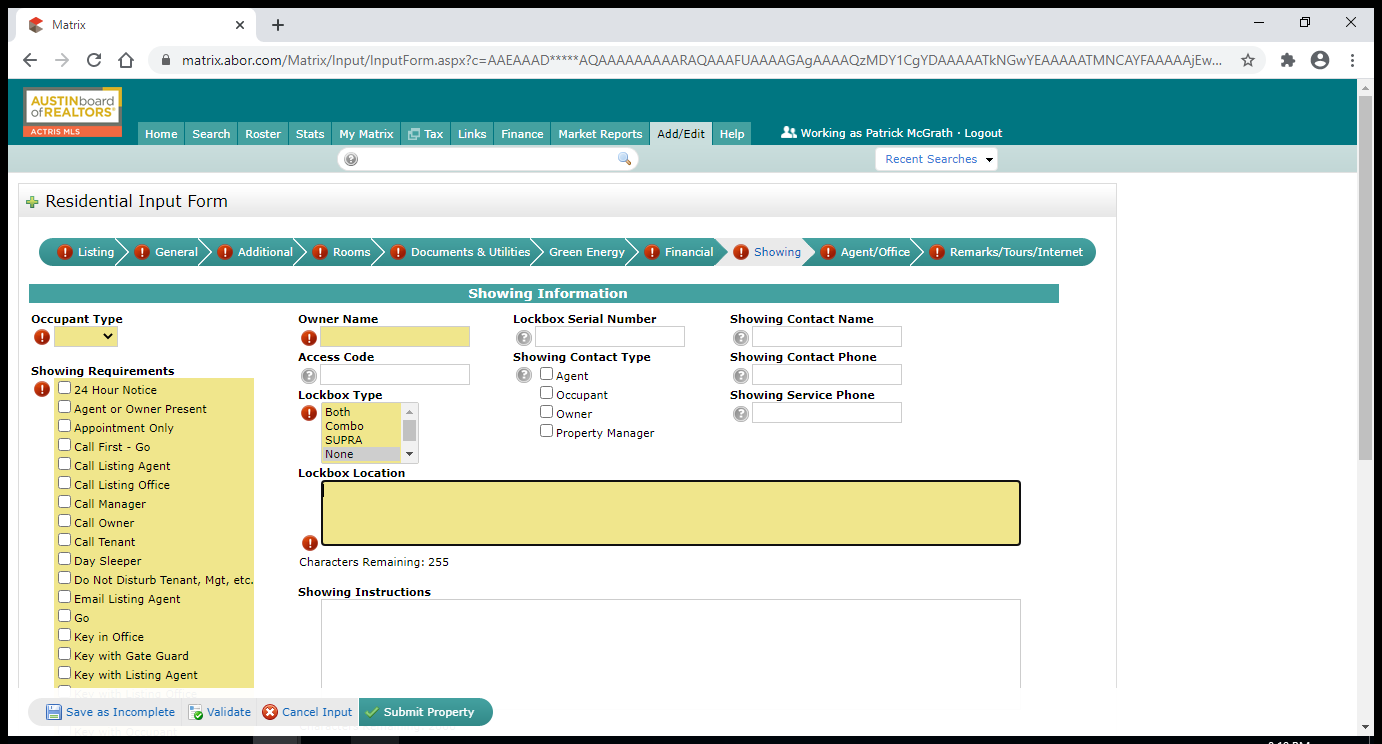 Matrix
matrix.abor.com/Matrix/Input/InputForm.aspx?c=AAEAAAD*****AQAAAAAAAAARAQAAAFUAAAAGAgAAAAQzMDY1CgYDAAAAATkNGwYEAAAAATMNCAYFAAAAAjEw...
AUSTINboard
ofREALTORS®
ACTRIS MLS
Home Search Roster Stats My Matrix Tax Links Finance Market Reports Add/Edit Help Working as Patrick McGrath · Logout
Recent Searches
Residential Input Form
Listing General Additional Rooms Documents & Utilities Green Energy Financial Showing Agent/Office Remarks/Tours/Internet
Showing Information
Occupant Type
Showing Requirements
24 Hour Notice
Agent or Owner Present
Appointment Only
Call First - Go
Call Listing Agent
Call Listing Office
Call Manager
Call Owner
Call Tenant
Day Sleeper
Do Not Disturb Tenant, Mgt, etc.
Email Listing Agent
Go
Key in Office
Key with Gate Guard
Key with Listing Agent
Key with Listing Office
Owner Name
Access Code
Lockbox Type
Both
Combo
SUPRA
None
Lockbox Serial Number
Showing Contact Type
Agent
Occupant
Owner
Property Manager
Showing Contact Name
Showing Contact Phone
Showing Service Phone
Lockbox Location
Characters Remaining: 255
Showing Instructions
Save as Incomplete Validate Cancel Input Submit Property